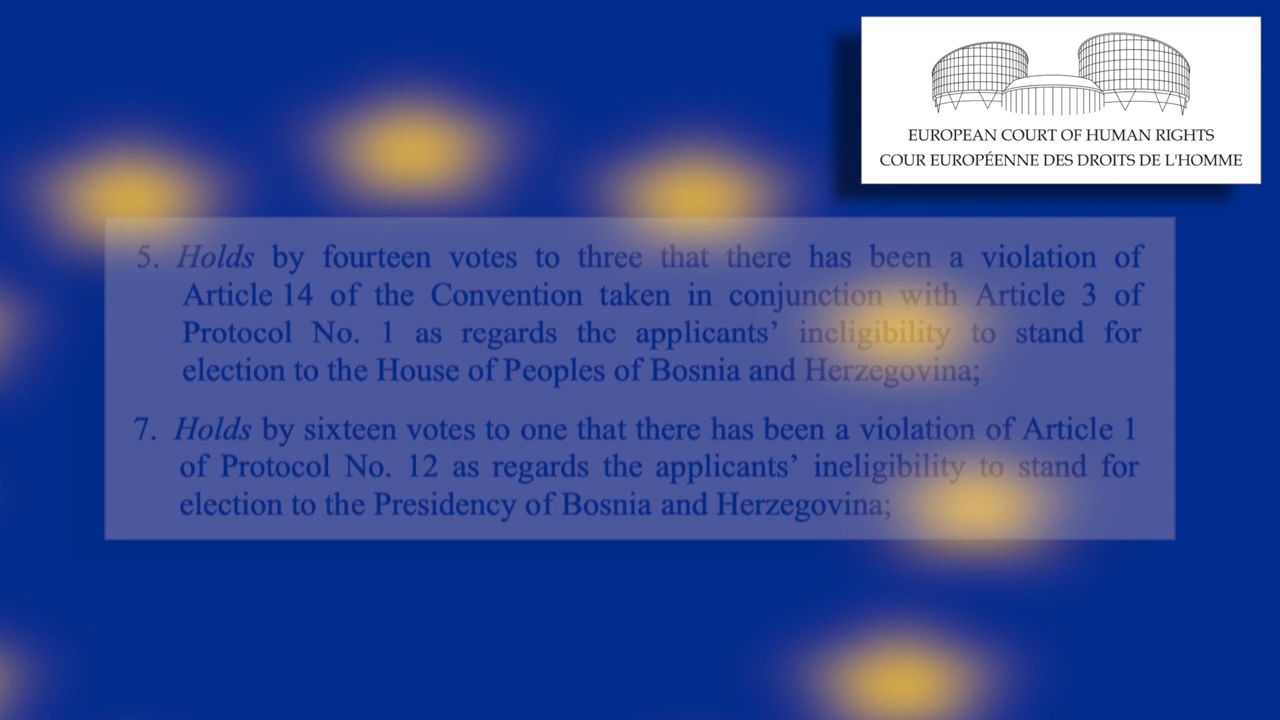 EUROPEAN COURT OF HUMAN RIGHTS
COUR EUROPÉENNE DES DROITS DE L'HOMME
5. Holds by fourteen votes to three that there has been a violation of
Article 14 of the Convention taken in conjunction with Article 3 of
Protocol No. 1 as regards the applicants’ ineligibility to stand for
election to the House of Peoples of Bosnia and Herzegovina;
7. Holds by sixteen votes to one that there has been a violation of Article 1
of Protocol No. 12 as regards the applicants’ ineligibility to stand for
election to the Presidency of Bosnia and Herzegovina;